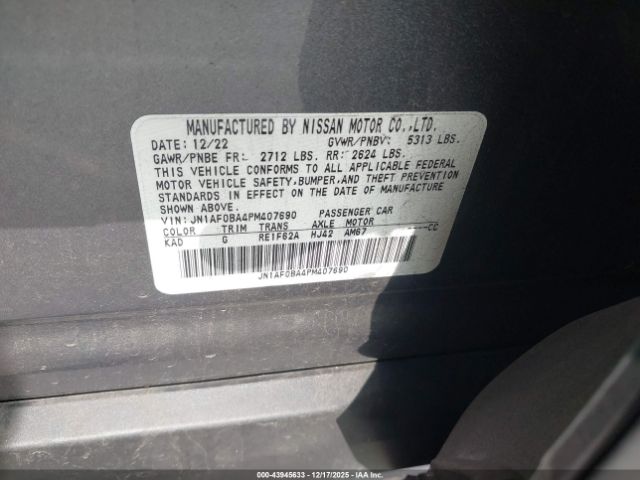 MANUFACTURED BY NISSAN MOTOR CO.,LTD.
DATE: 12/22 GVWR/PNBV: 5313 LBS.
GAWR/PNBE FR: 2712 LBS. RR: 2624 LBS.
THIS VEHICLE CONFORMS TO ALL APPLICABLE FEDERAL
MOTOR VEHICLE SAFETY,BUMPER,AND THEFT PREVENTION
STANDARDS IN EFFECT ON THE DATE OF MANUFACTURE
SHOWN ABOVE.
VIN: JN1AF0BA4PM407690 PASSENGER CAR
COLOR TRIM TRANS AXLE MOTOR
KAD G RE1F62A HJ42 AM67 ----CC
JN1AF0BA4PM407690
000-43945633 - 12/17/2025 - IAAI.COM